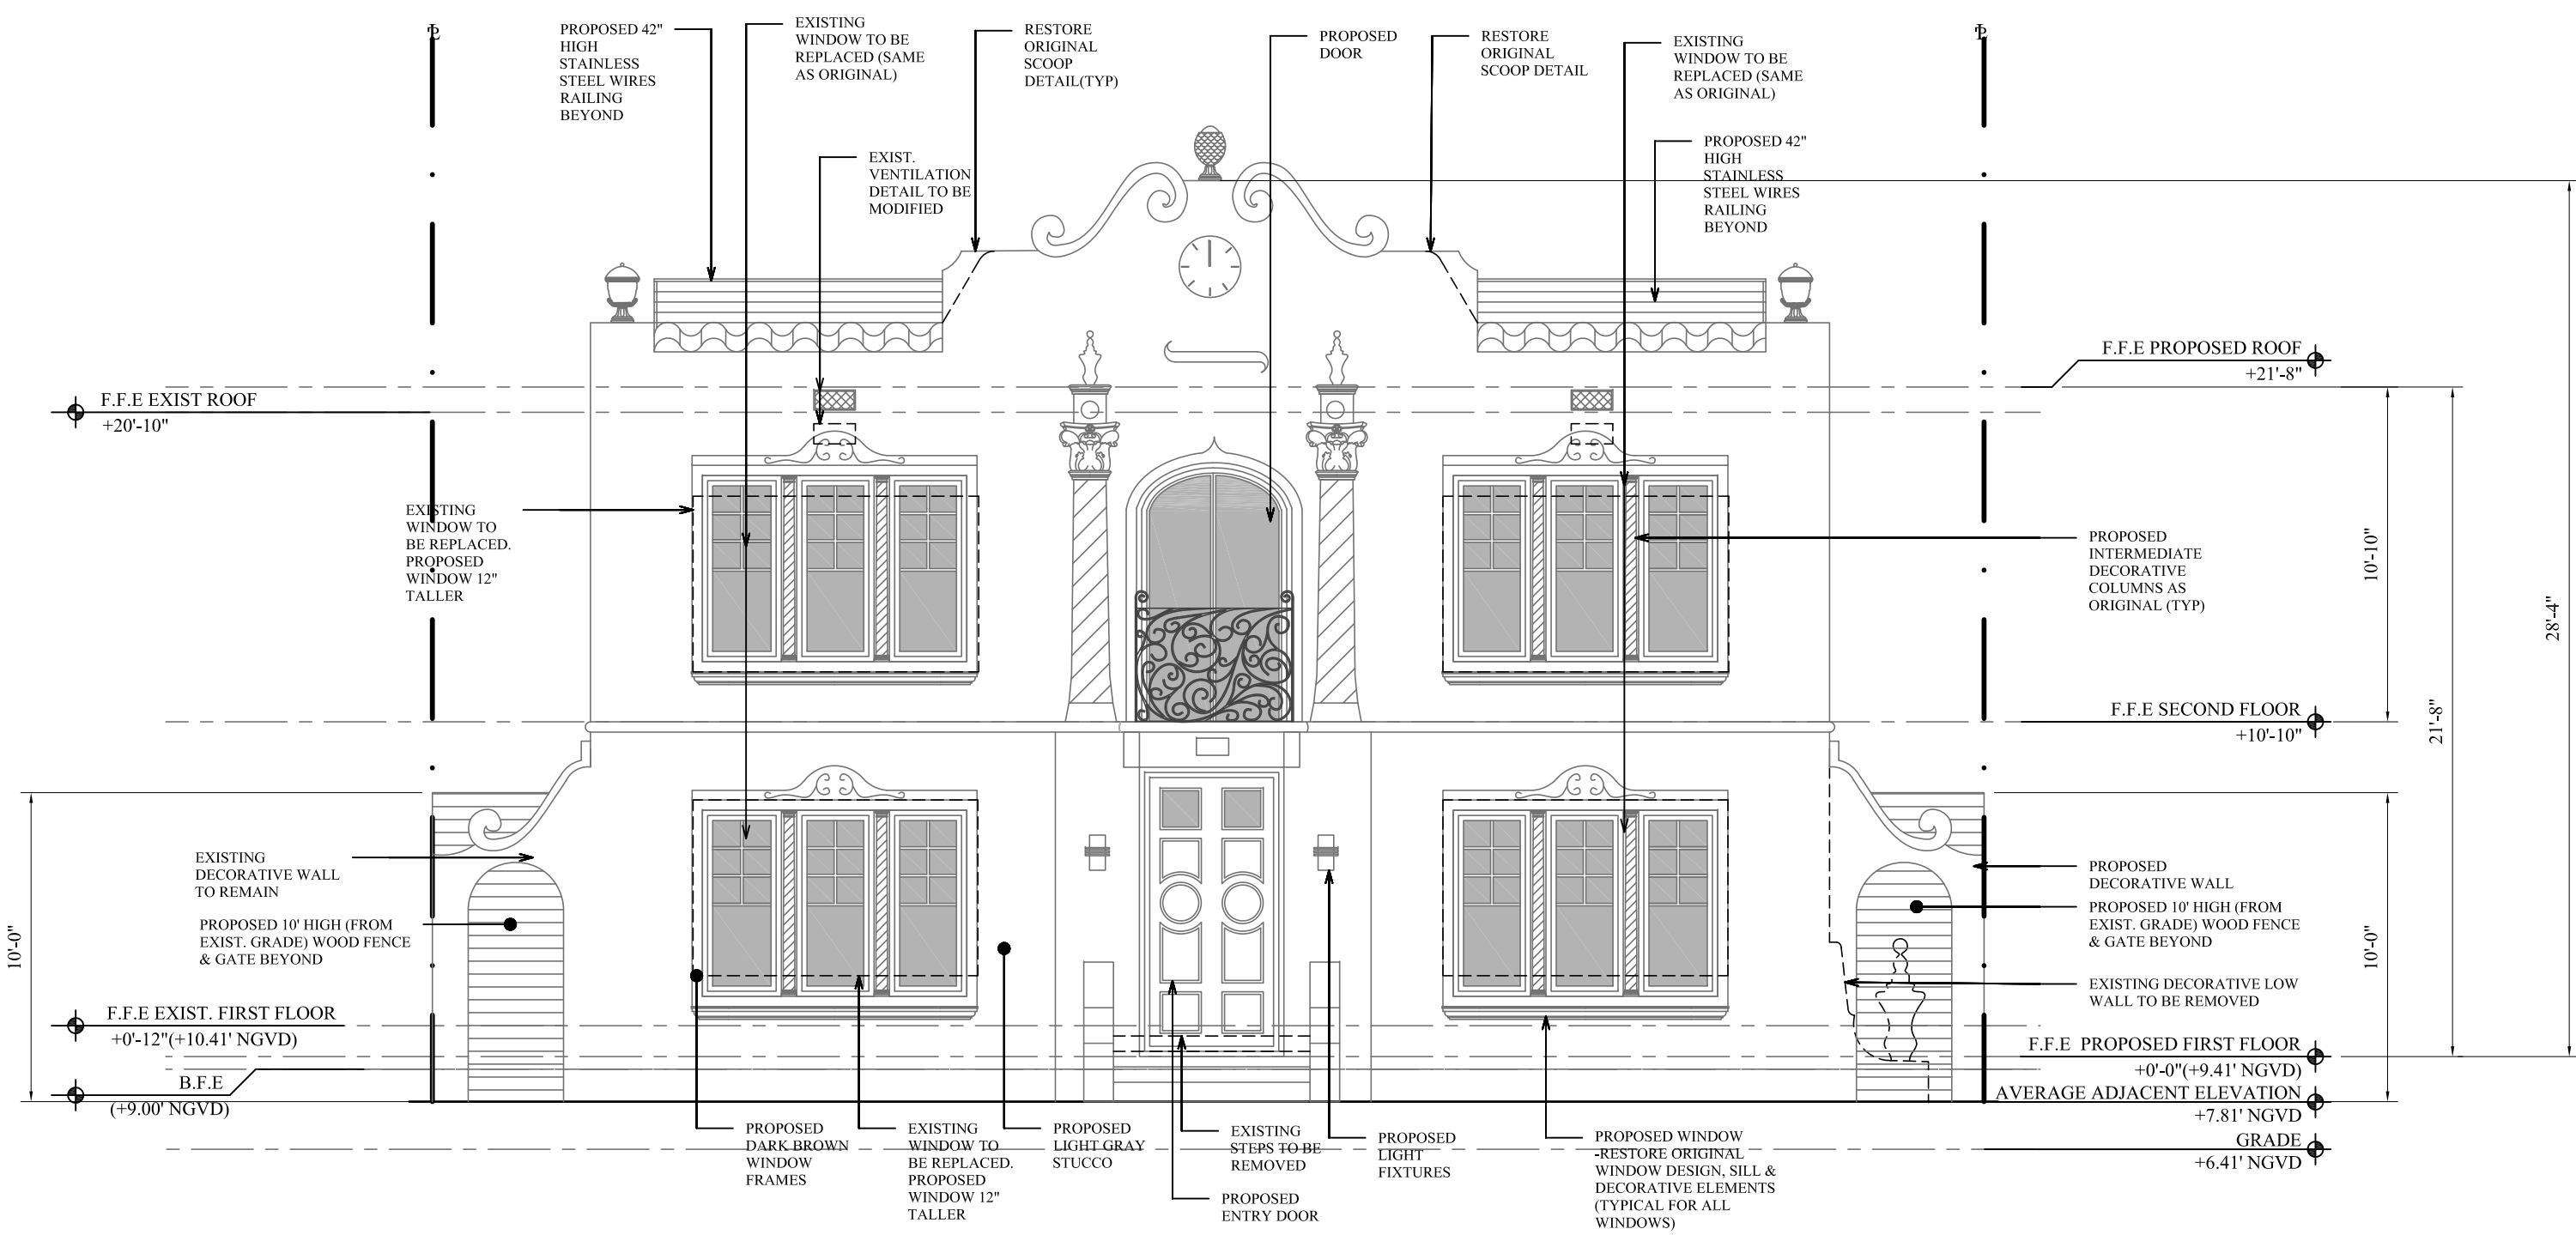 PROPOSED 42"
HIGH
STAINLESS
STEEL WIRES
RAILING
BEYOND
EXISTING
WINDOW TO BE
REPLACED (SAME
AS ORIGINAL)
RESTORE
ORIGINAL
SCOOP
DETAIL(TYP)
PROPOSED
DOOR
RESTORE
ORIGINAL
SCOOP DETAIL
EXISTING
WINDOW TO BE
REPLACED (SAME
AS ORIGINAL)
EXIST.
VENTILATION
DETAIL TO BE
MODIFIED
PROPOSED 42"
HIGH
STAINLESS
STEEL WIRES
RAILING
BEYOND
F.F.E PROPOSED ROOF
+21'-8"
F.F.E EXIST ROOF
+20'-10"
EXISTING
WINDOW TO
BE REPLACED.
PROPOSED
WINDOW 12"
TALLER
PROPOSED
INTERMEDIATE
DECORATIVE
COLUMNS AS
ORIGINAL (TYP)
10'-10"
21'-8"
28'-4"
F.F.E SECOND FLOOR
+10'-10"
EXISTING
DECORATIVE WALL
TO REMAIN
PROPOSED 10' HIGH (FROM
EXIST. GRADE) WOOD FENCE
& GATE BEYOND
10'-0"
PROPOSED
DECORATIVE WALL
PROPOSED 10' HIGH (FROM
EXIST. GRADE) WOOD FENCE
& GATE BEYOND
10'-0"
EXISTING DECORATIVE LOW
WALL TO BE REMOVED
F.F.E EXIST. FIRST FLOOR
+0'-12"(+10.41' NGVD)
B.F.E
(+9.00' NGVD)
F.F.E PROPOSED FIRST FLOOR
+0'-0"(+9.41' NGVD)
AVERAGE ADJACENT ELEVATION
+7.81' NGVD
GRADE
+6.41' NGVD
PROPOSED
DARK BROWN
WINDOW
FRAMES
EXISTING
WINDOW TO
BE REPLACED.
PROPOSED
WINDOW 12"
TALLER
PROPOSED
LIGHT GRAY
STUCCO
EXISTING
STEPS TO BE
REMOVED
PROPOSED
ENTRY DOOR
PROPOSED
LIGHT
FIXTURES
PROPOSED WINDOW
-RESTORE ORIGINAL
WINDOW DESIGN, SILL &
DECORATIVE ELEMENTS
(TYPICAL FOR ALL
WINDOWS)